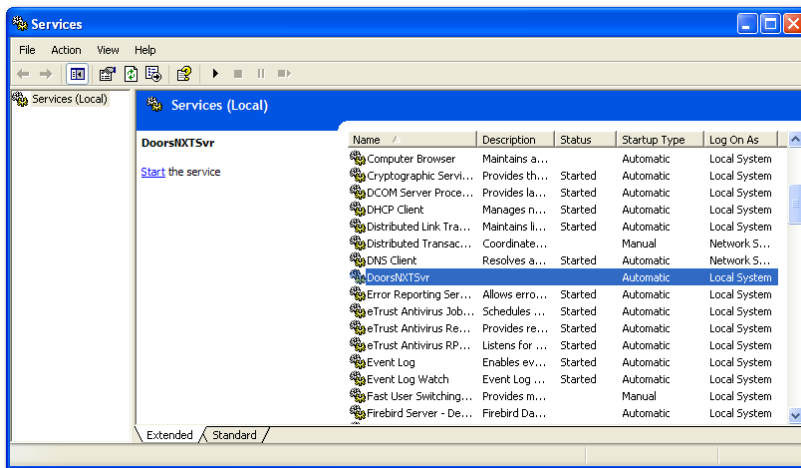 Services
File Action View Help
Services (Local)
Services (Local)
DoorsNXTSvr
Start the service
Name Description Status Startup Type Log On As
Computer Browser Maintains a... Automatic Local System
Cryptographic Servi... Provides th... Started Automatic Local System
DCOM Server Proce... Provides la... Started Automatic Local System
DHCP Client Manages n... Started Automatic Local System
Distributed Link Tra... Maintains li... Started Automatic Local System
Distributed Transac... Coordinate... Manual Network S...
DNS Client Resolves a... Started Automatic Network S...
DoorsNXTSvr Automatic Local System
Error Reporting Ser... Allows erro... Started Automatic Local System
eTrust Antivirus Job... Schedules ... Started Automatic Local System
eTrust Antivirus Re... Provides re... Started Automatic Local System
eTrust Antivirus RP... Listens for ... Started Automatic Local System
Event Log Enables ev... Started Automatic Local System
Event Log Watch Event Log ... Started Automatic Local System
Fast User Switching... Provides m... Manual Local System
Firebird Server - De... Firebird Da... Automatic Local System
Extended Standard